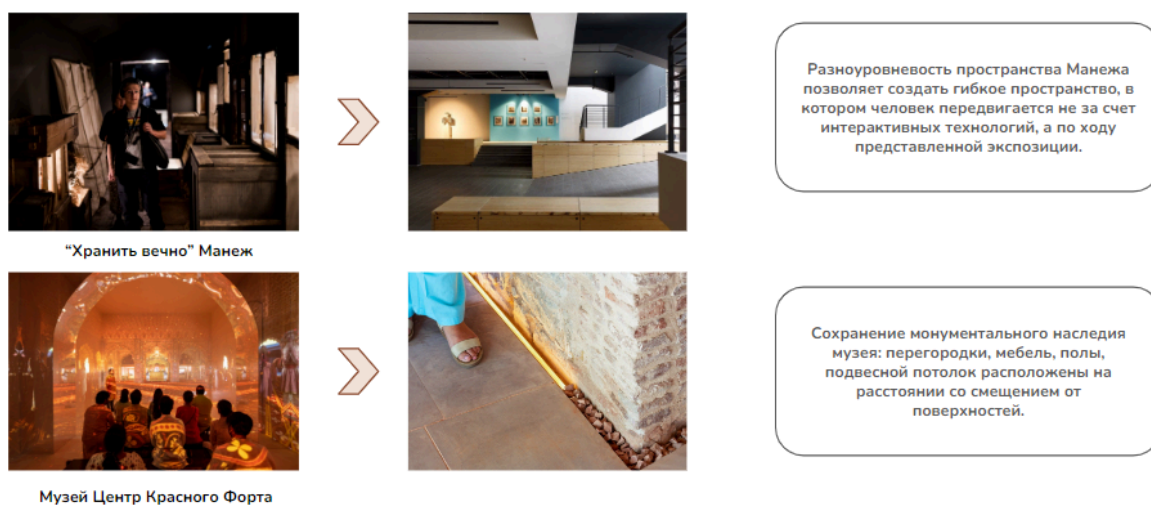 Разноуровневость пространства Манежа
позволяет создать гибкое пространство, в
котором человек передвигается не за счет
интерактивных технологий, а по ходу
представленной экспозиции.
“Хранить вечно” Манеж
Сохранение монументального наследия
музея: перегородки, мебель, полы,
подвесной потолок расположены на
расстоянии со смещением от
поверхностей.
Музей Центр Красного Форта